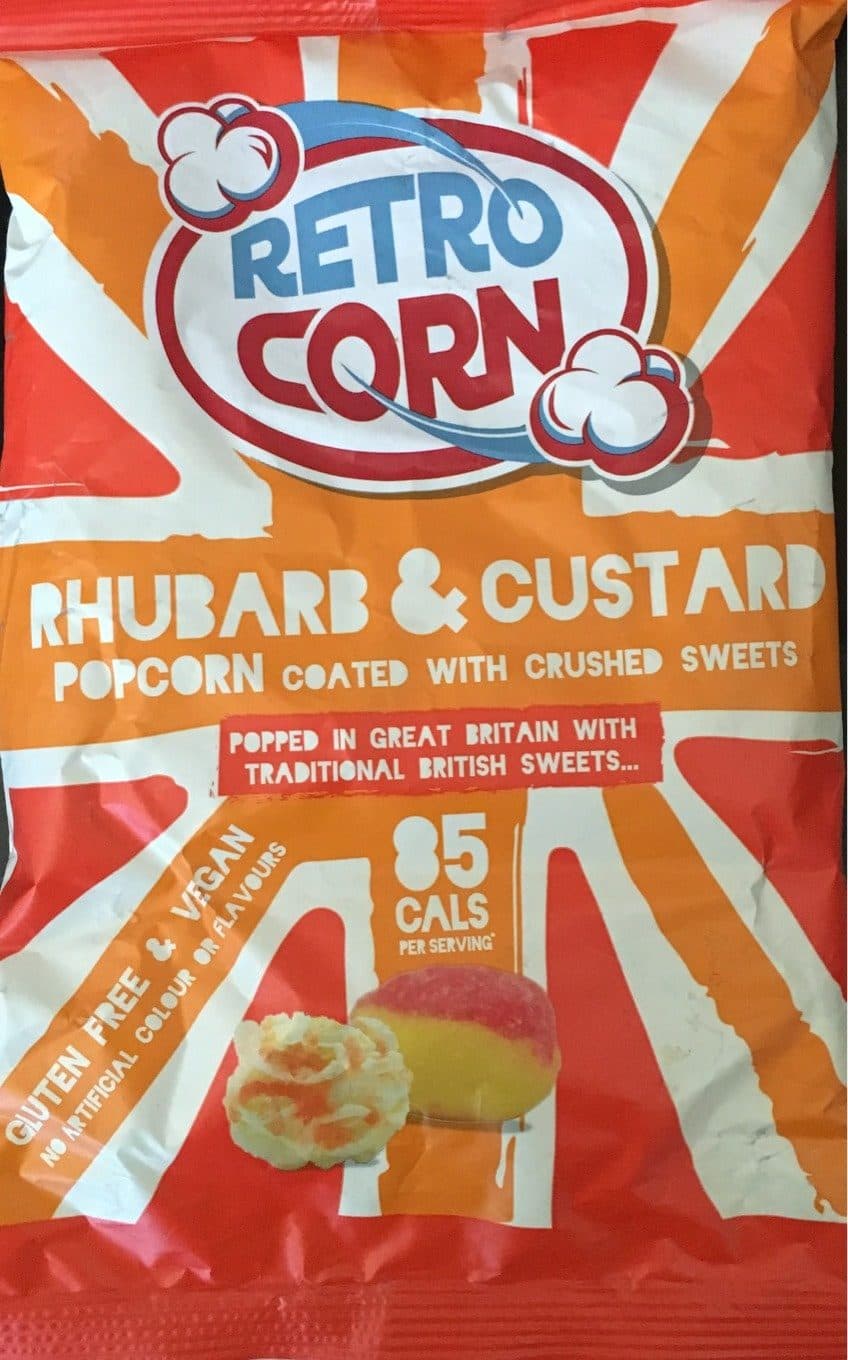 RETRO
CORN
RHUBARB & CUSTARD
POPCORN COATED WITH CRUSHED SWEETS
POPPED IN GREAT BRITAIN WITH
TRADITIONAL BRITISH SWEETS...
85
CALS
PER SERVING*
GLUTEN FREE & VEGAN
NO ARTIFICIAL COLOUR OR FLAVOURS